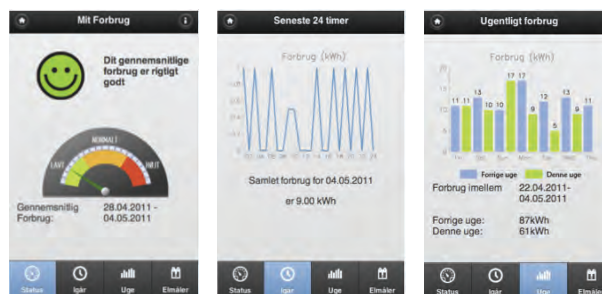 Mit Forbrug
i
Dit gennemsnitlige
forbrug er rigtigt
godt
LAVT
NORMALT
HØJT
Gennemsnitlig
Forbrug:
28.04.2011 -
04.05.2011
Status
Igår
Uge
Elmåler
Seneste 24 timer
Forbrug (kWh)
Samlet forbrug for 04.05.2011
er 9.00 kWh
Status
Igår
Uge
Elmåler
Ugentligt forbrug
Forbrug (kWh)
11 11 13 10 10 17 17 9 12 5 13 9 11
Forrige uge
Denne uge
Forbrug imellem
22.04.2011-
04.05.2011
Forrige uge:
87kWh
Denne uge:
61kWh
Status
Igår
Uge
Elmåler